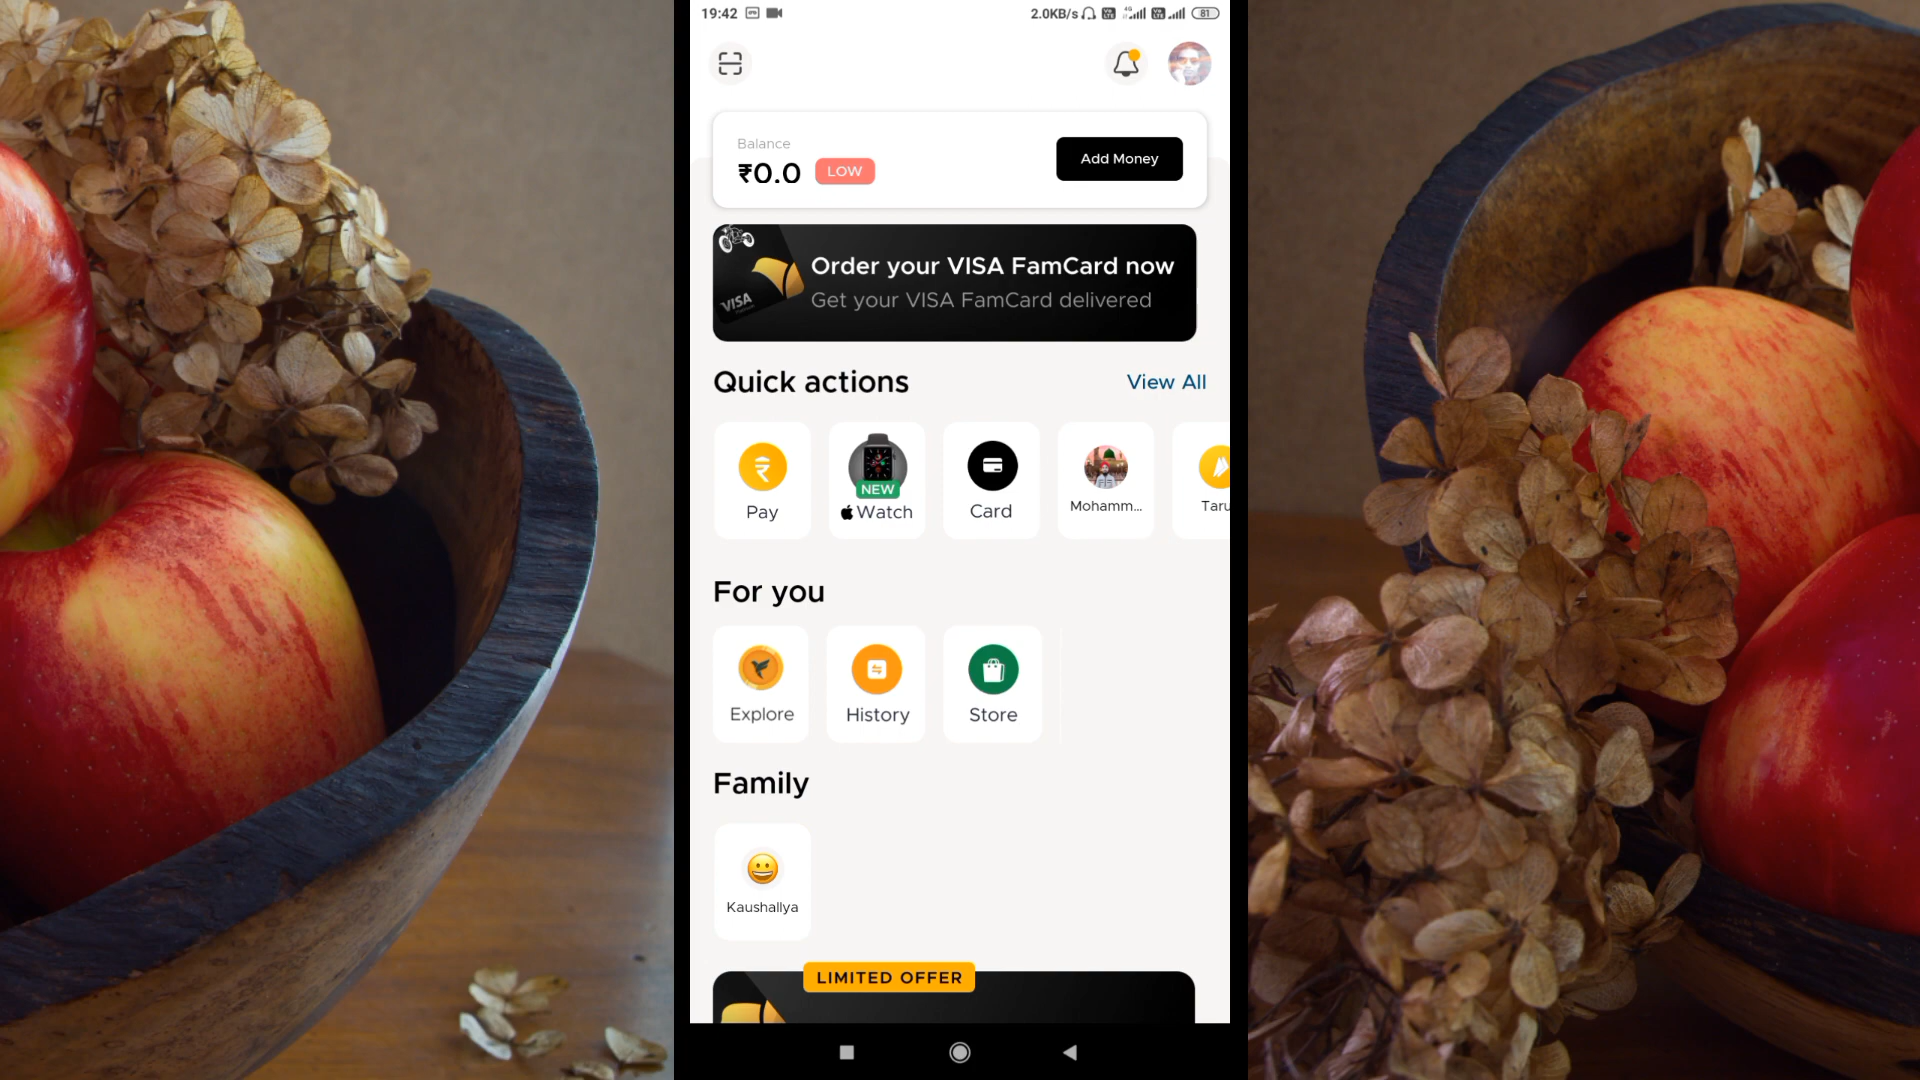 19:42
2.0KB/s 4G 81
Balance
₹0.0 LOW
Add Money
Order your VISA FamCard now
Get your VISA FamCard delivered
VISA
Quick actions View All
NEW
Pay Watch Card Mohamm... Taru
For you
Explore History Store
Family
Kaushallya
LIMITED OFFER